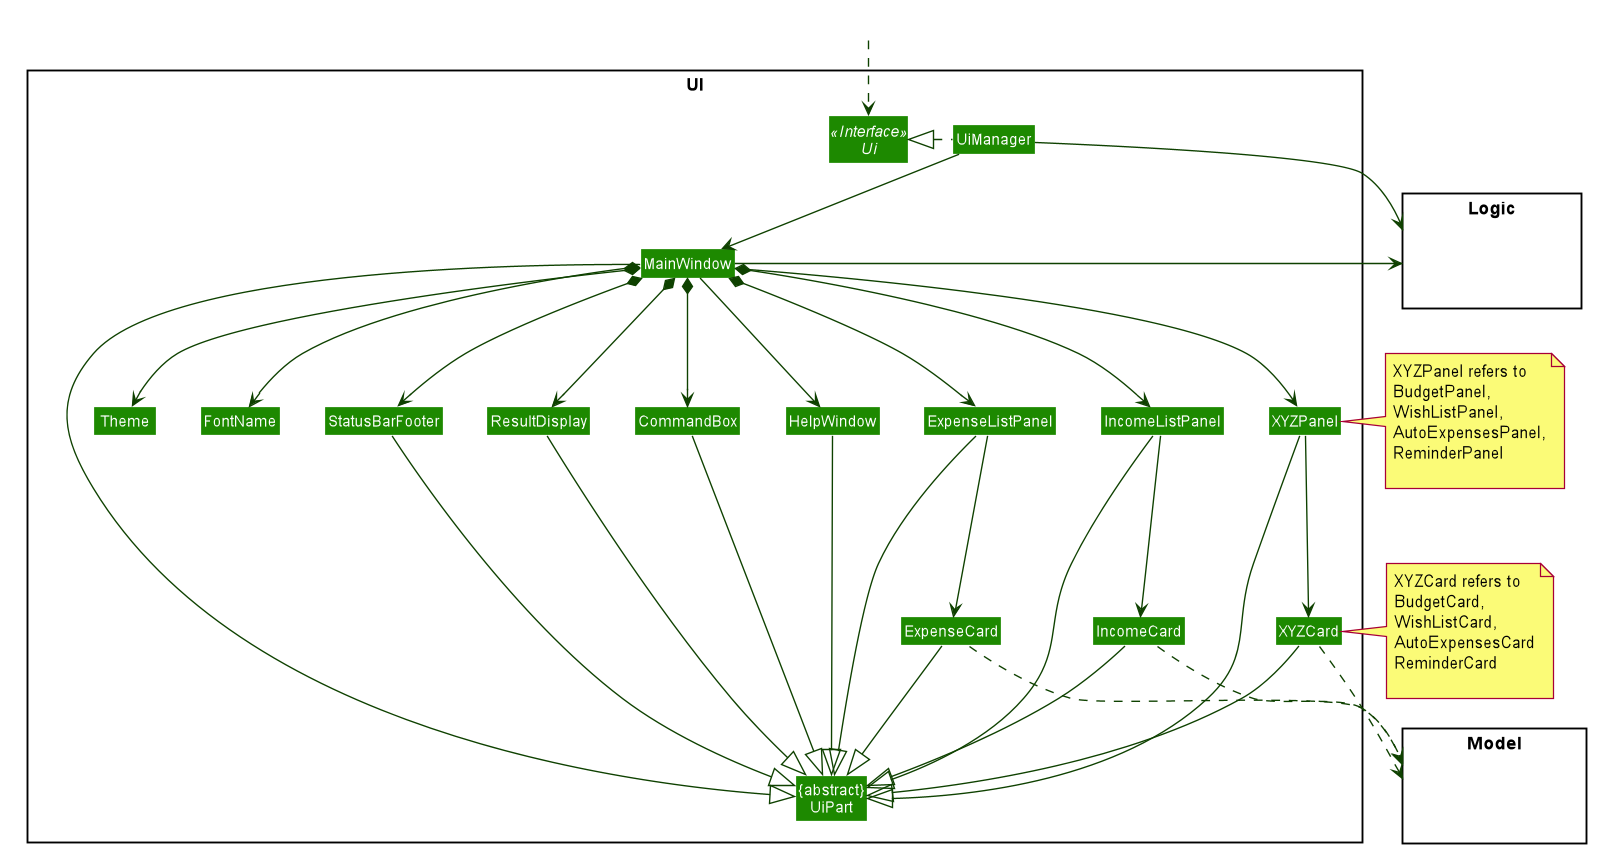 UI
«Interface»
Ui
UiManager
Logic
MainWindow
XYZPanel refers to
BudgetPanel,
WishListPanel,
AutoExpensesPanel,
ReminderPanel
Theme
FontName
StatusBarFooter
ResultDisplay
CommandBox
HelpWindow
ExpenseListPanel
IncomeListPanel
XYZPanel
XYZCard refers to
BudgetCard,
WishListCard,
AutoExpensesCard
ReminderCard
ExpenseCard
IncomeCard
XYZCard
Model
{abstract}
UiPart